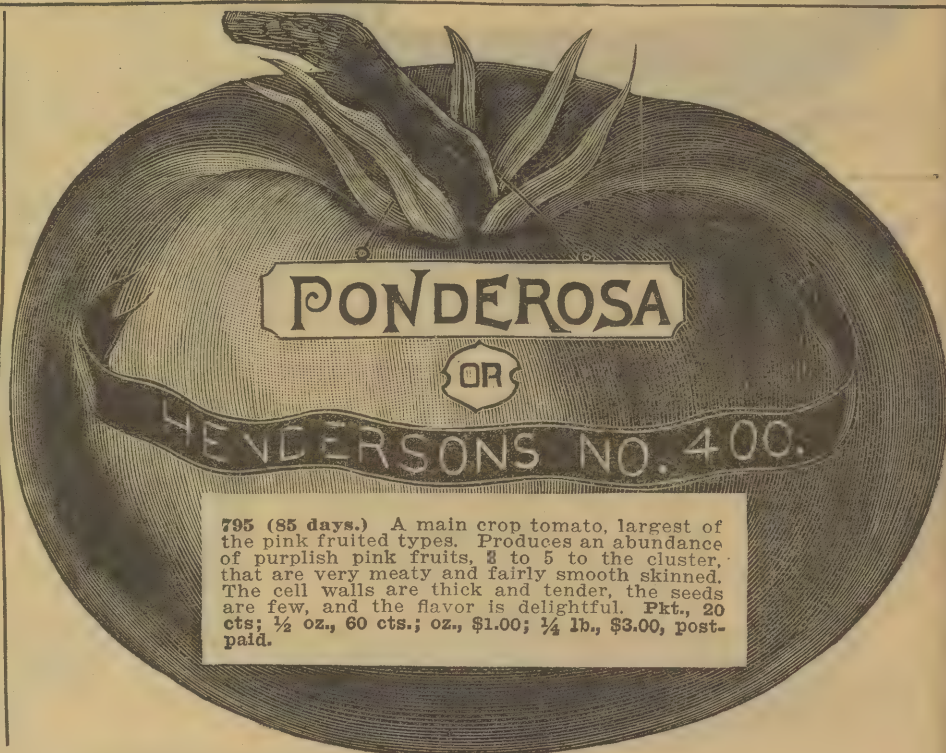 PONDEROSA
OR
HENDERSONS NO. 400.
795 (85 days.) A main crop tomato, largest of
the pink fruited types. Produces an abundance
of purplish pink fruits, 2 to 5 to the cluster,
that are very meaty and fairly smooth skinned.
The cell walls are thick and tender, the seeds
are few, and the flavor is delightful. Pkt., 20
cts; ½ oz., 60 cts.; oz., $1.00; ¼ lb., $3.00, post-
paid.